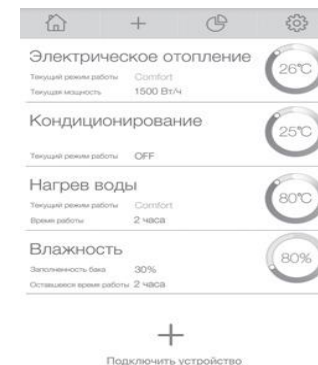 Электрическое отопление
Текущий режим работы Comfort
Текущая мощность 1500 Вт/ч
26°C
Кондиционирование
Текущий режим работы OFF
25°C
Нагрев воды
Текущий режим работы Comfort
Время работы 2 часа
80°C
Влажность
Заполненность бака 30%
Оставшееся время работы 2 часа
80%
Подключить устройство